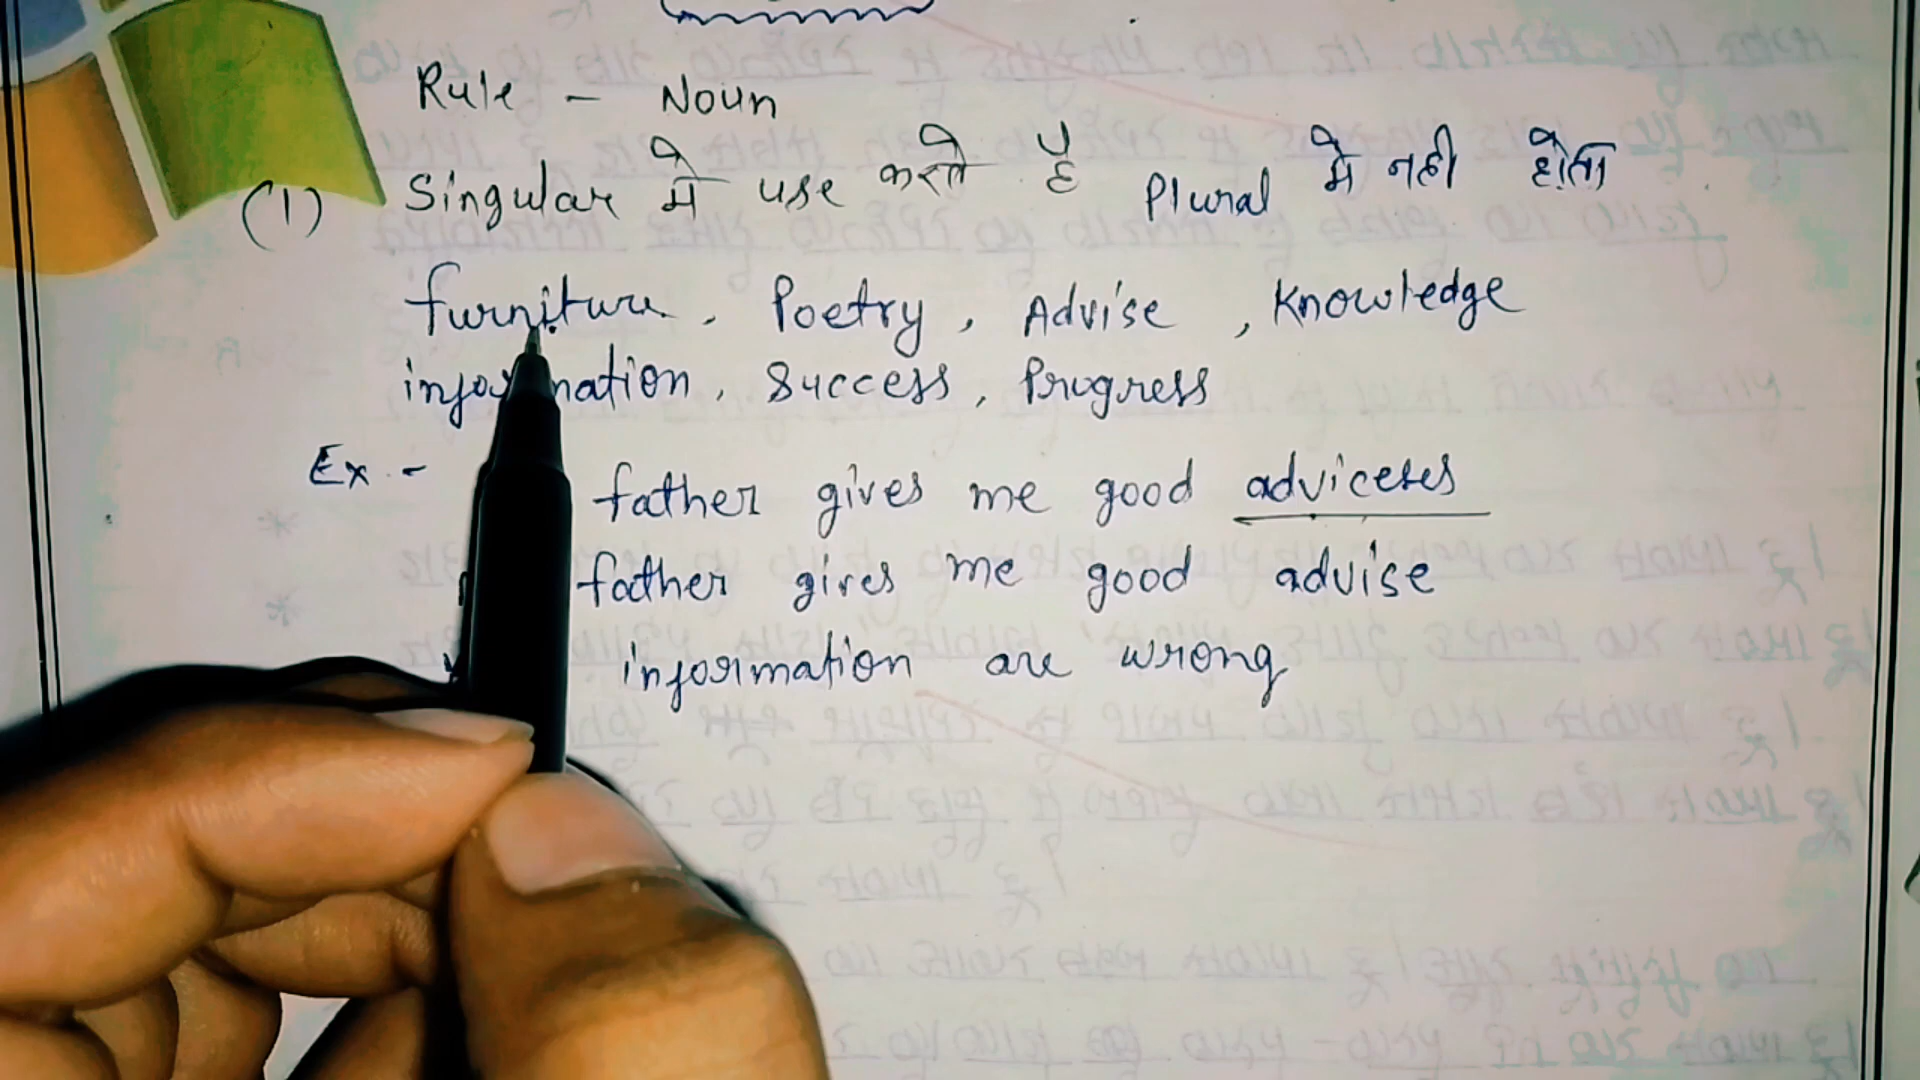 Rule - Noun
(1) Singular में use करते है Plural में नही होता
furniture, Poetry, Advise, Knowledge
information, Success, Progress
Ex - father gives me good adviceses
father gives me good advise
information are wrong